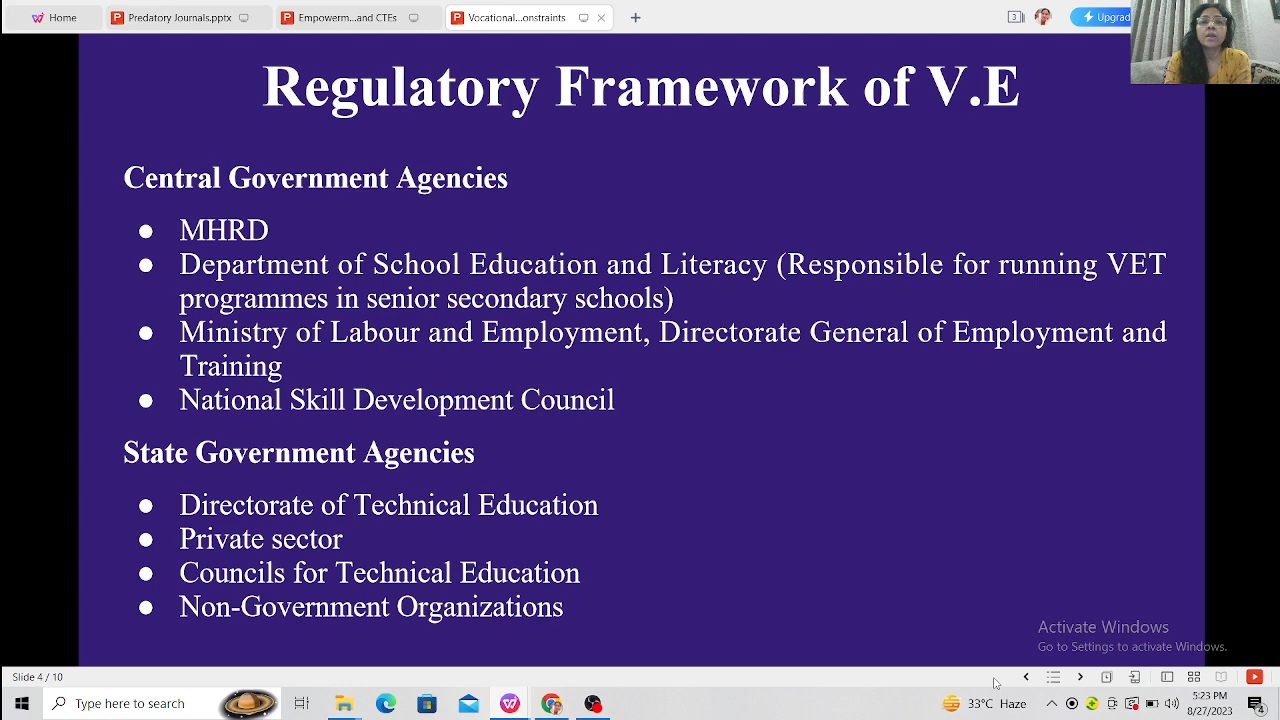 Home
Predatory Journals.pptx
Empowerm...and CTEs
Vocational...onstraints
3
Upgrad
Regulatory Framework of V.E
Central Government Agencies
● MHRD
● Department of School Education and Literacy (Responsible for running VET
programmes in senior secondary schools)
● Ministry of Labour and Employment, Directorate General of Employment and
Training
● National Skill Development Council
State Government Agencies
● Directorate of Technical Education
● Private sector
● Councils for Technical Education
● Non-Government Organizations
Activate Windows
Go to Settings to activate Windows.
Slide 4 / 10
Type here to search
33°C Haze
5:23 PM
8/27/2023
4